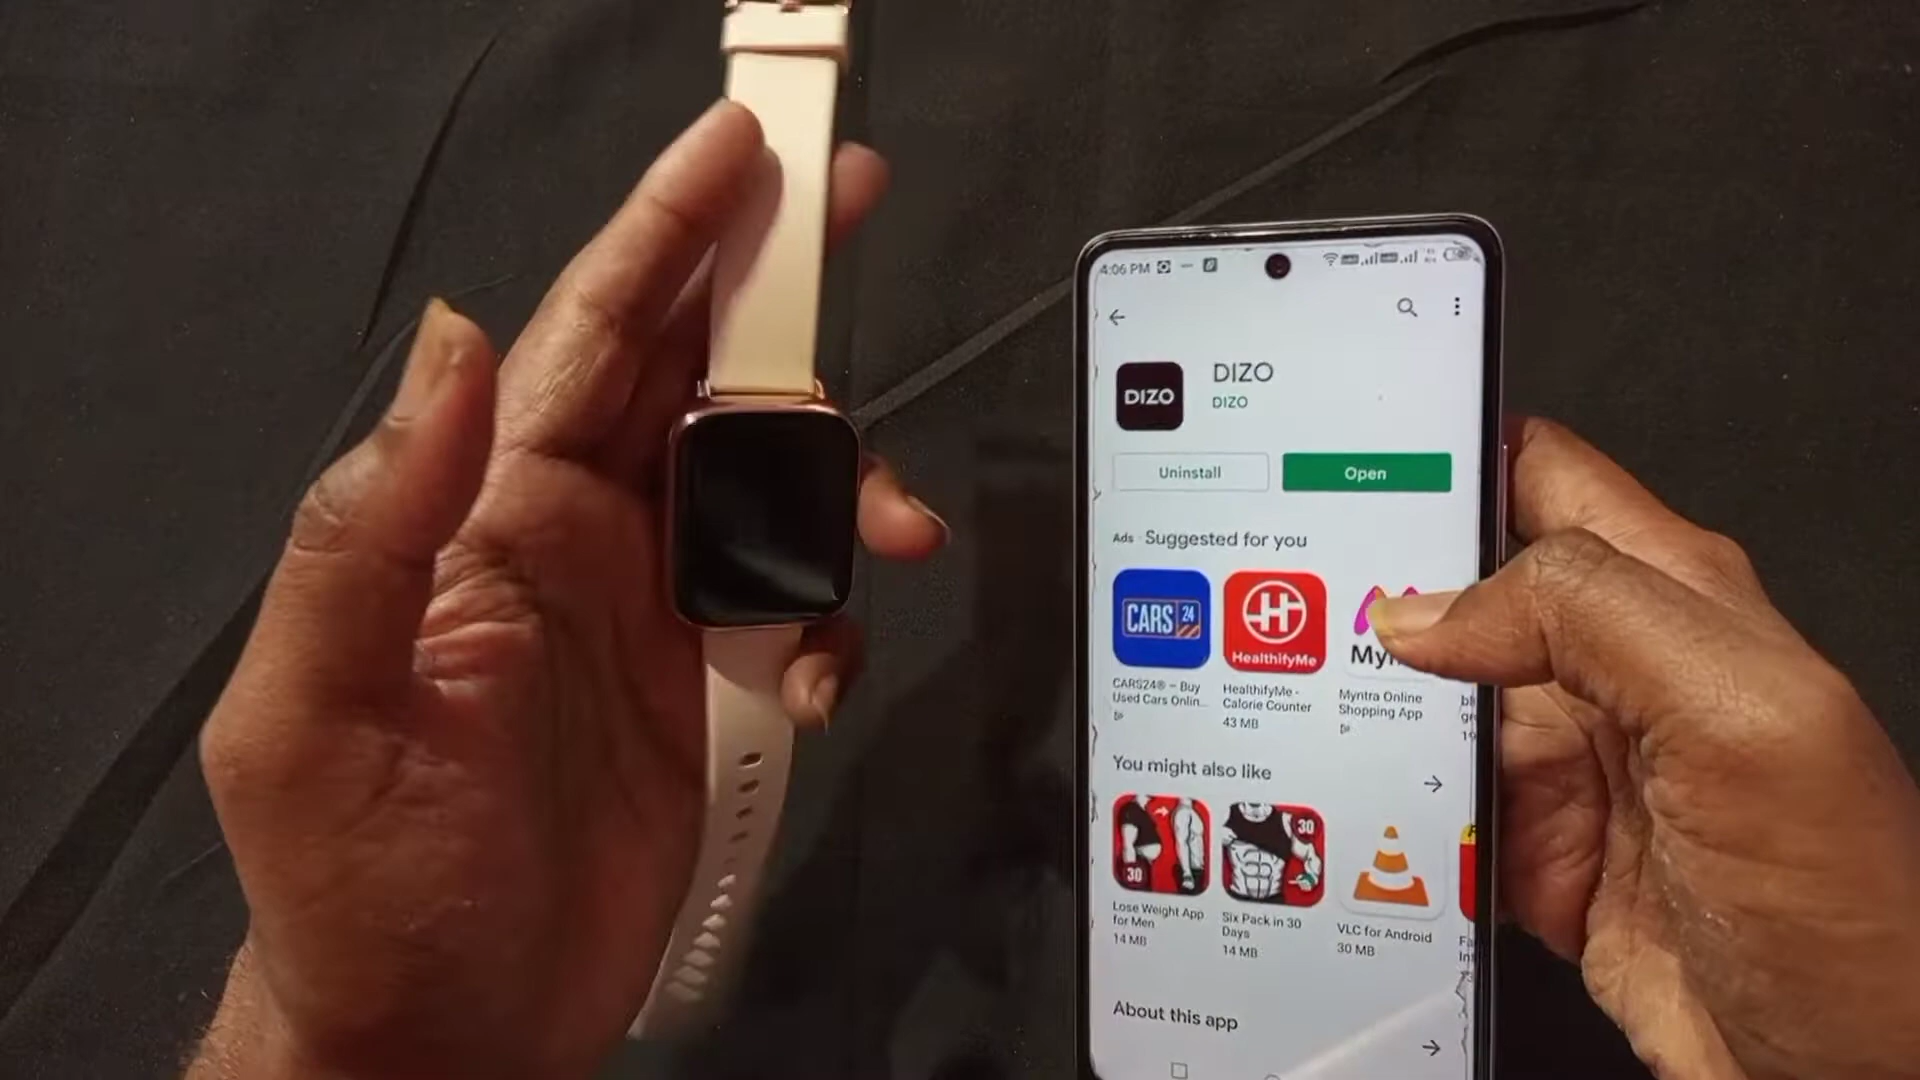 4:06 PM
DIZO
DIZO
DIZO
Uninstall
Open
Ads · Suggested for you
CARS 24
HealthifyMe
CARS24® – Buy
Used Cars Onlin...
HealthifyMe -
Calorie Counter
43 MB
Myntra Online
Shopping App
You might also like
30
30
Lose Weight App
for Men
14 MB
Six Pack in 30
Days
14 MB
VLC for Android
30 MB
About this app